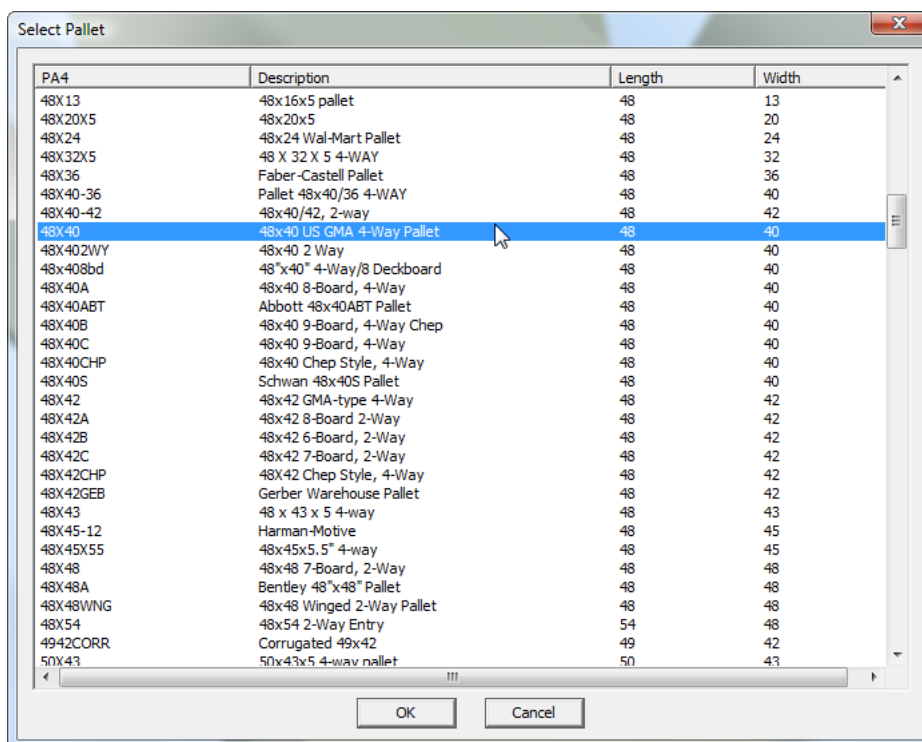 Select Pallet
PA4 Description Length Width
48X13 48x16x5 pallet 48 13
48X20X5 48x20x5 48 20
48X24 48x24 Wal-Mart Pallet 48 24
48X32X5 48 X 32 X 5 4-WAY 48 32
48X36 Faber-Castell Pallet 48 36
48X40-36 Pallet 48x40/36 4-WAY 48 40
48X40-42 48x40/42, 2-way 48 42
48X40 48x40 US GMA 4-Way Pallet 48 40
48X402WY 48x40 2 Way 48 40
48x408bd 48"x40" 4-Way/8 Deckboard 48 40
48X40A 48x40 8-Board, 4-Way 48 40
48X40ABT Abbott 48x40ABT Pallet 48 40
48X40B 48x40 9-Board, 4-Way Chep 48 40
48X40C 48x40 9-Board, 4-Way 48 40
48X40CHP 48x40 Chep Style, 4-Way 48 40
48X40S Schwan 48x40S Pallet 48 40
48X42 48x42 GMA-type 4-Way 48 42
48X42A 48x42 8-Board 2-Way 48 42
48X42B 48x42 6-Board, 2-Way 48 42
48X42C 48x42 7-Board, 2-Way 48 42
48X42CHP 48X42 Chep Style, 4-Way 48 42
48X42GEB Gerber Warehouse Pallet 48 42
48X43 48 x 43 x 5 4-way 48 43
48X45-12 Harman-Motive 48 45
48X45X55 48x45x5.5" 4-way 48 45
48X48 48x48 7-Board, 2-Way 48 48
48X48A Bentley 48"x48" Pallet 48 48
48X48WNG 48x48 Winged 2-Way Pallet 48 48
48X54 48x54 2-Way Entry 54 48
4942CORR Corrugated 49x42 49 42
50X43 50x43x5 4-way pallet 50 43
OK Cancel